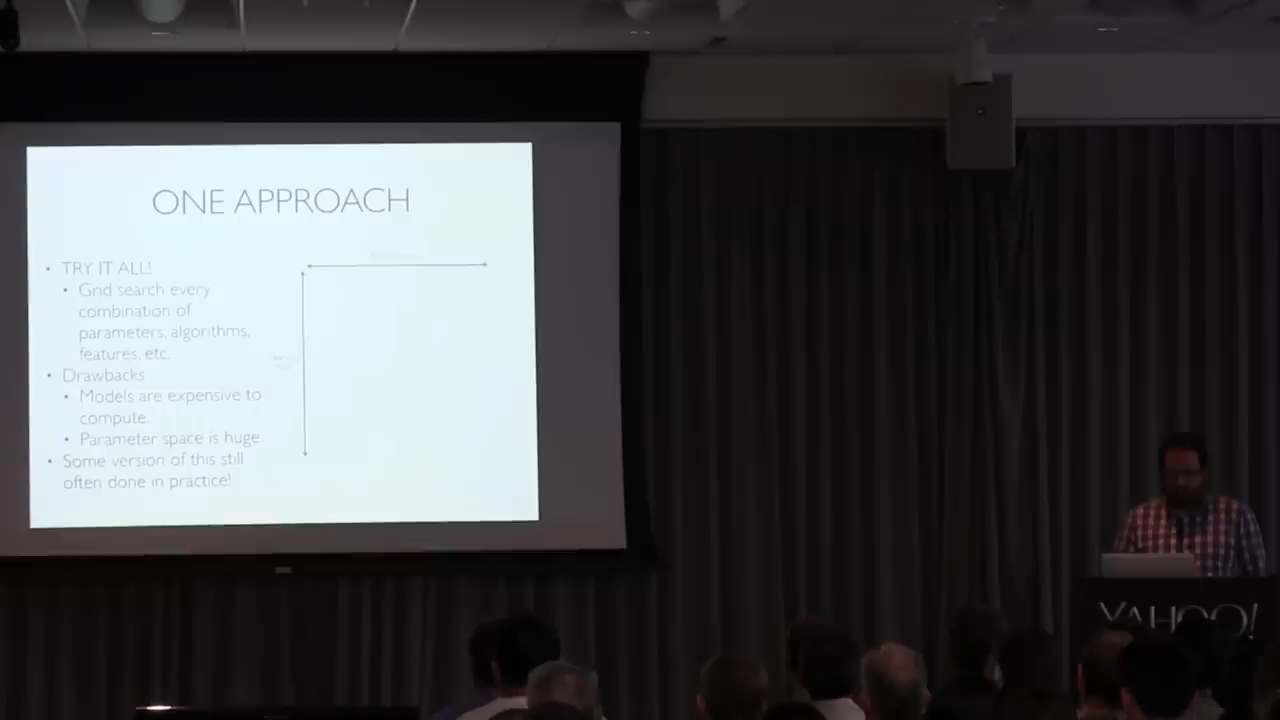 ONE APPROACH
• TRY IT ALL!
• Grid search every
combination of
parameters, algorithms,
features, etc.
• Drawbacks
• Models are expensive to
compute.
• Parameter space is huge.
• Some version of this still
often done in practice!
YAHOO!